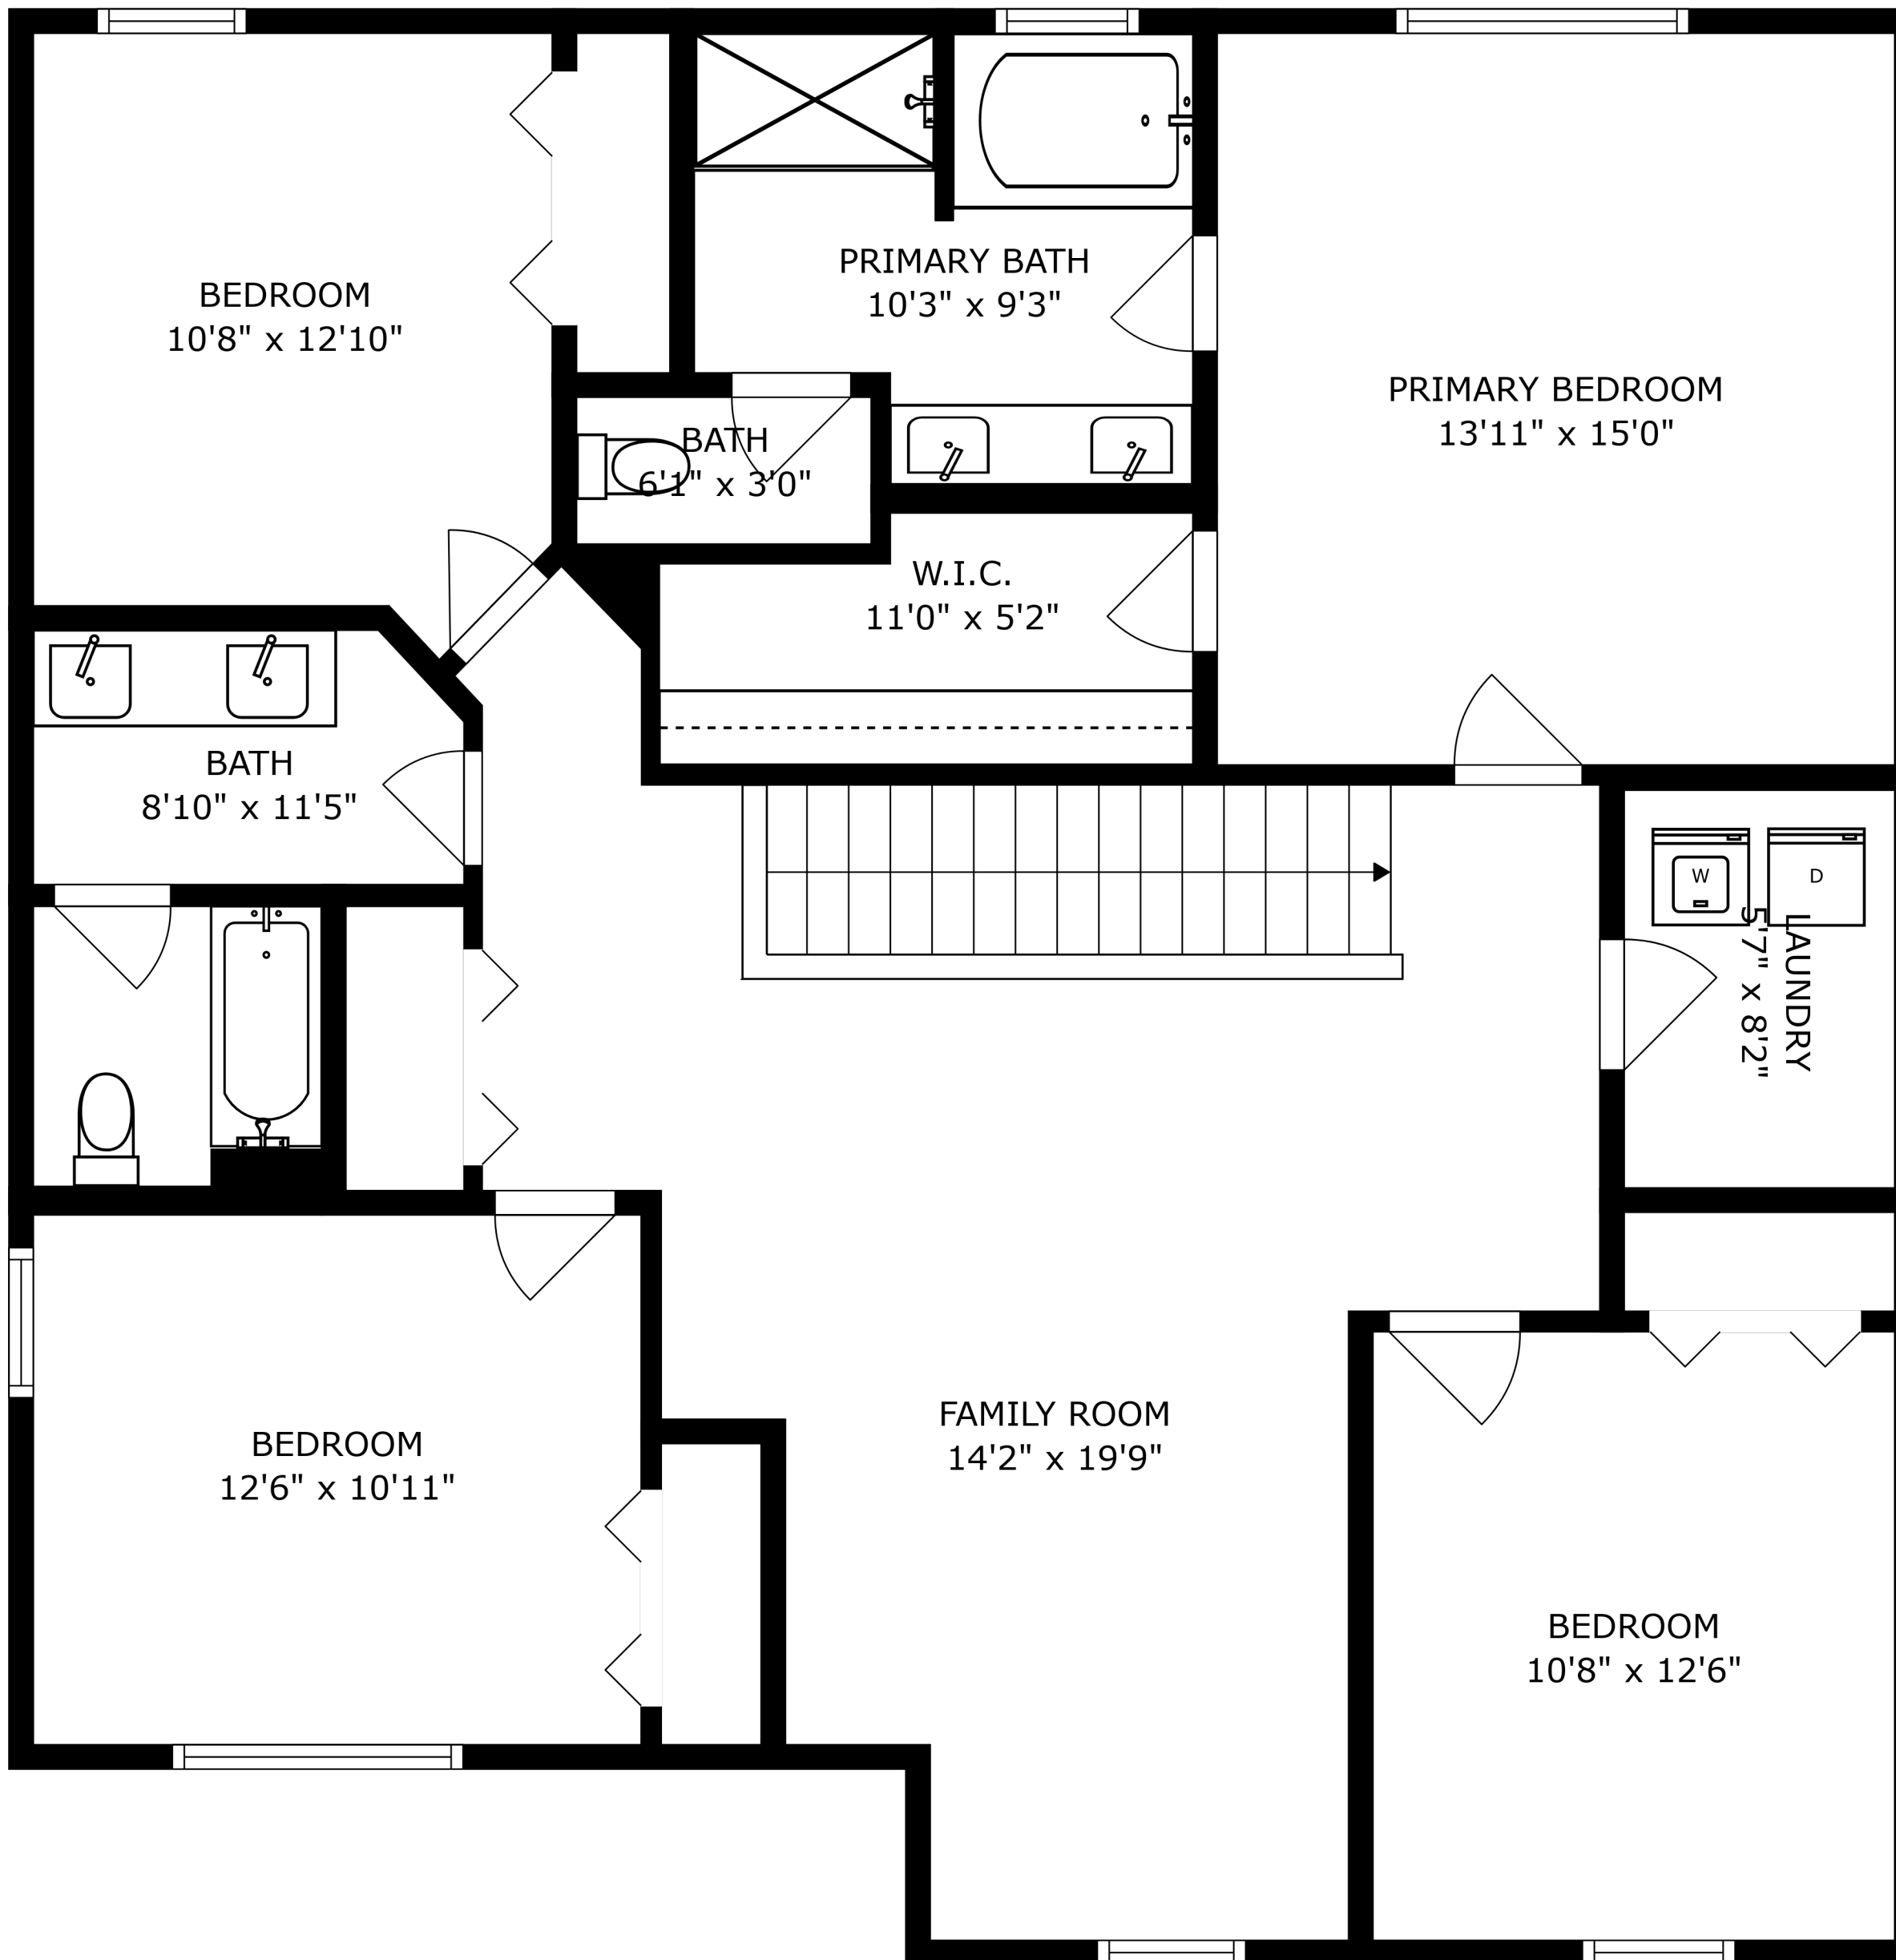 BEDROOM
10'8" x 12'10"
PRIMARY BATH
10'3" x 9'3"
PRIMARY BEDROOM
13'11" x 15'0"
BATH
6'1" x 3'0"
W.I.C.
11'0" x 5'2"
BATH
8'10" x 11'5"
W
D
LAUNDRY
5'7" x 8'2"
FAMILY ROOM
14'2" x 19'9"
BEDROOM
12'6" x 10'11"
BEDROOM
10'8" x 12'6"